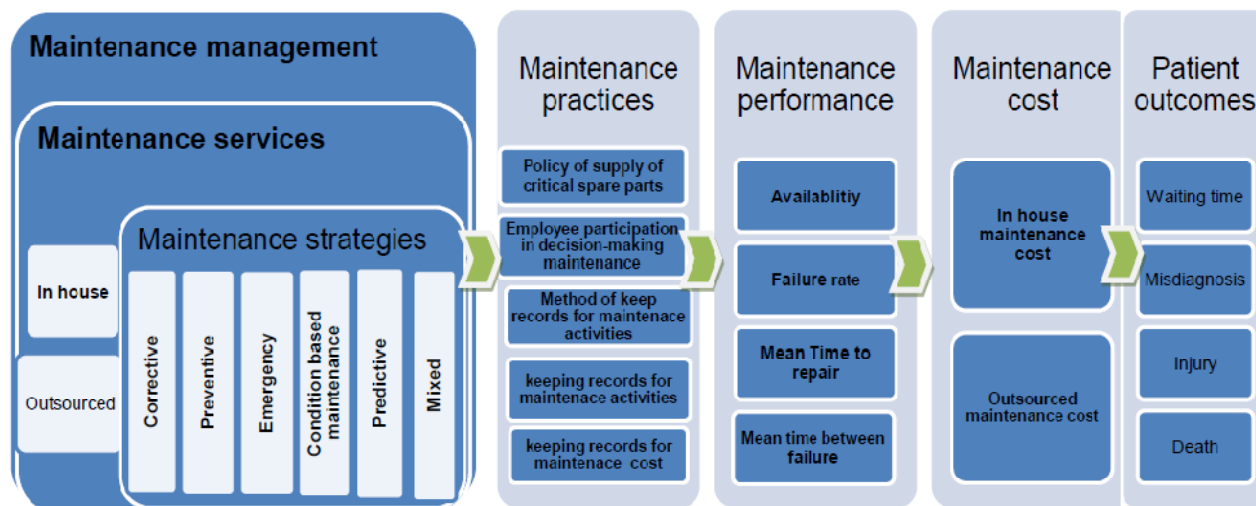 Maintenance management
Maintenance services
Maintenance strategies
In house
Outsourced
Corrective
Preventive
Emergency
Condition based
maintenance
Predictive
Mixed
Maintenance
practices
Policy of supply of
critical spare parts
Employee participation
in decision-making
maintenance
Method of keep
records for maintenace
activities
keeping records for
maintenace activities
keeping records for
maintenace cost
Maintenance
performance
Availablitiy
Failure rate
Mean Time to
repair
Mean time between
failure
Maintenance
cost
In house
maintenance
cost
Outsourced
maintenance cost
Patient
outcomes
Waiting time
Misdiagnosis
Injury
Death